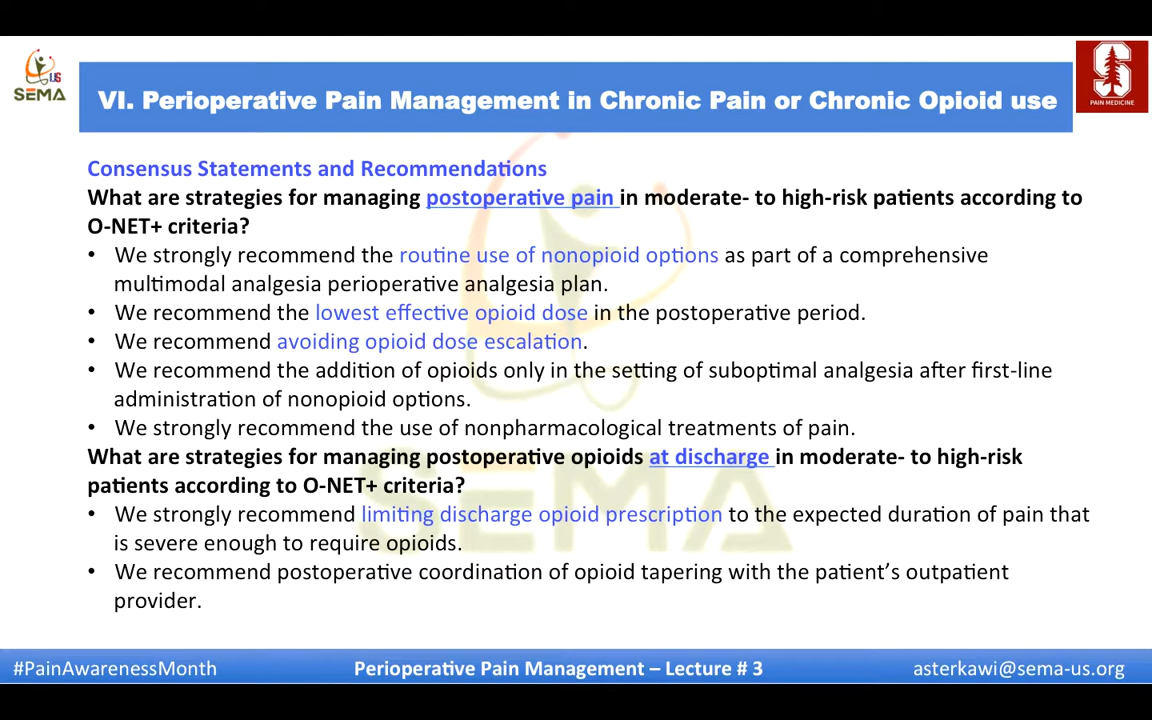 US
SEMA
VI. Perioperative Pain Management in Chronic Pain or Chronic Opioid use
S
PAIN MEDICINE
Consensus Statements and Recommendations
What are strategies for managing postoperative pain in moderate- to high-risk patients according to
O-NET+ criteria?
• We strongly recommend the routine use of nonopioid options as part of a comprehensive
multimodal analgesia perioperative analgesia plan.
• We recommend the lowest effective opioid dose in the postoperative period.
• We recommend avoiding opioid dose escalation.
• We recommend the addition of opioids only in the setting of suboptimal analgesia after first-line
administration of nonopioid options.
• We strongly recommend the use of nonpharmacological treatments of pain.
What are strategies for managing postoperative opioids at discharge in moderate- to high-risk
patients according to O-NET+ criteria?
• We strongly recommend limiting discharge opioid prescription to the expected duration of pain that
is severe enough to require opioids.
• We recommend postoperative coordination of opioid tapering with the patient’s outpatient
provider.
SEMA
#PainAwarenessMonth
Perioperative Pain Management – Lecture # 3
asterkawi@sema-us.org